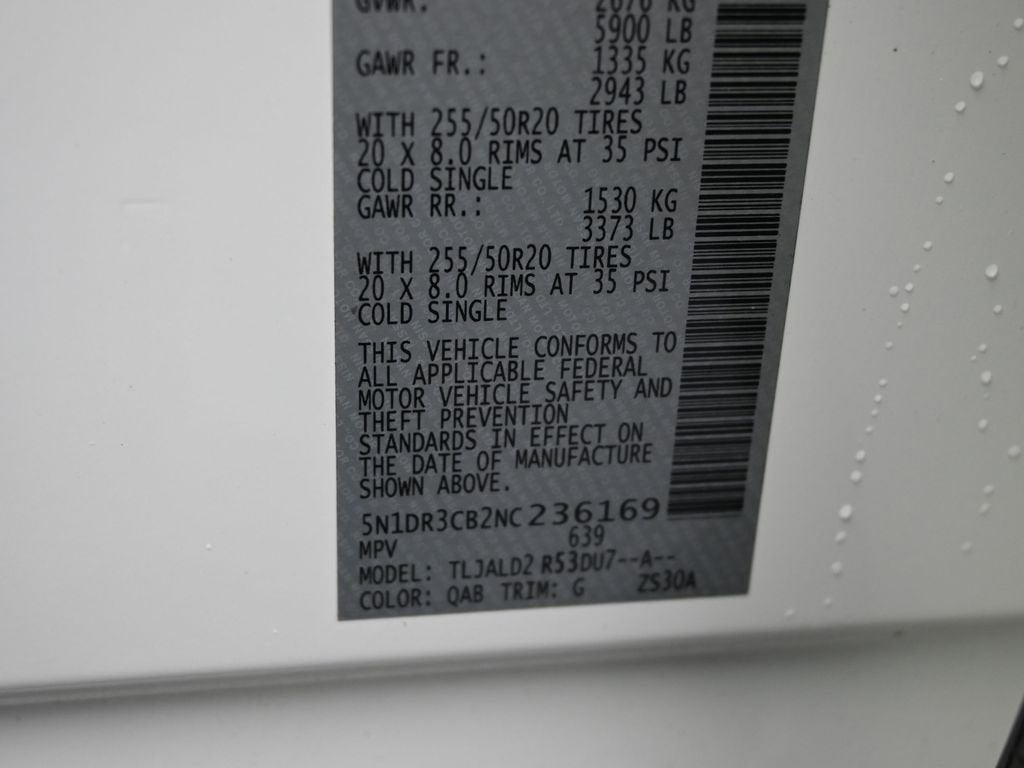 GVWR: 2676 KG
5900 LB
GAWR FR.: 1335 KG
2943 LB
WITH 255/50R20 TIRES
20 X 8.0 RIMS AT 35 PSI
COLD SINGLE
GAWR RR.: 1530 KG
3373 LB
WITH 255/50R20 TIRES
20 X 8.0 RIMS AT 35 PSI
COLD SINGLE
THIS VEHICLE CONFORMS TO
ALL APPLICABLE FEDERAL
MOTOR VEHICLE SAFETY AND
THEFT PREVENTION
STANDARDS IN EFFECT ON
THE DATE OF MANUFACTURE
SHOWN ABOVE.
5N1DR3CB2NC236169
MPV 639
MODEL: TLJALD2 R53DU7--A--
COLOR: QAB TRIM: G ZS30A